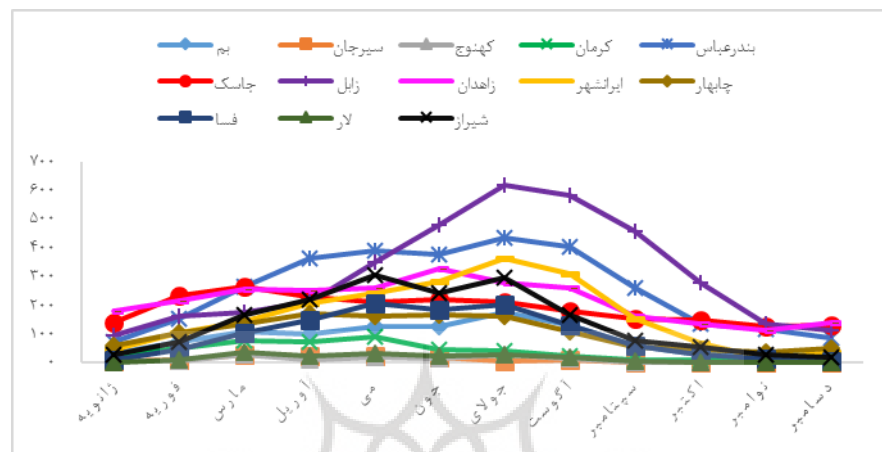 بم سیرجان کهنوج کرمان بندرعباس
جاسک زابل زاهدان ایرانشهر چابهار
فسا لار شیراز
۷۰۰
۶۰۰
۵۰۰
۴۰۰
۳۰۰
۲۰۰
۱۰۰
۰
ژانویه فوریه مارس آوریل می جون جولای آگوست سپتامبر اکتبر نوامبر دسامبر